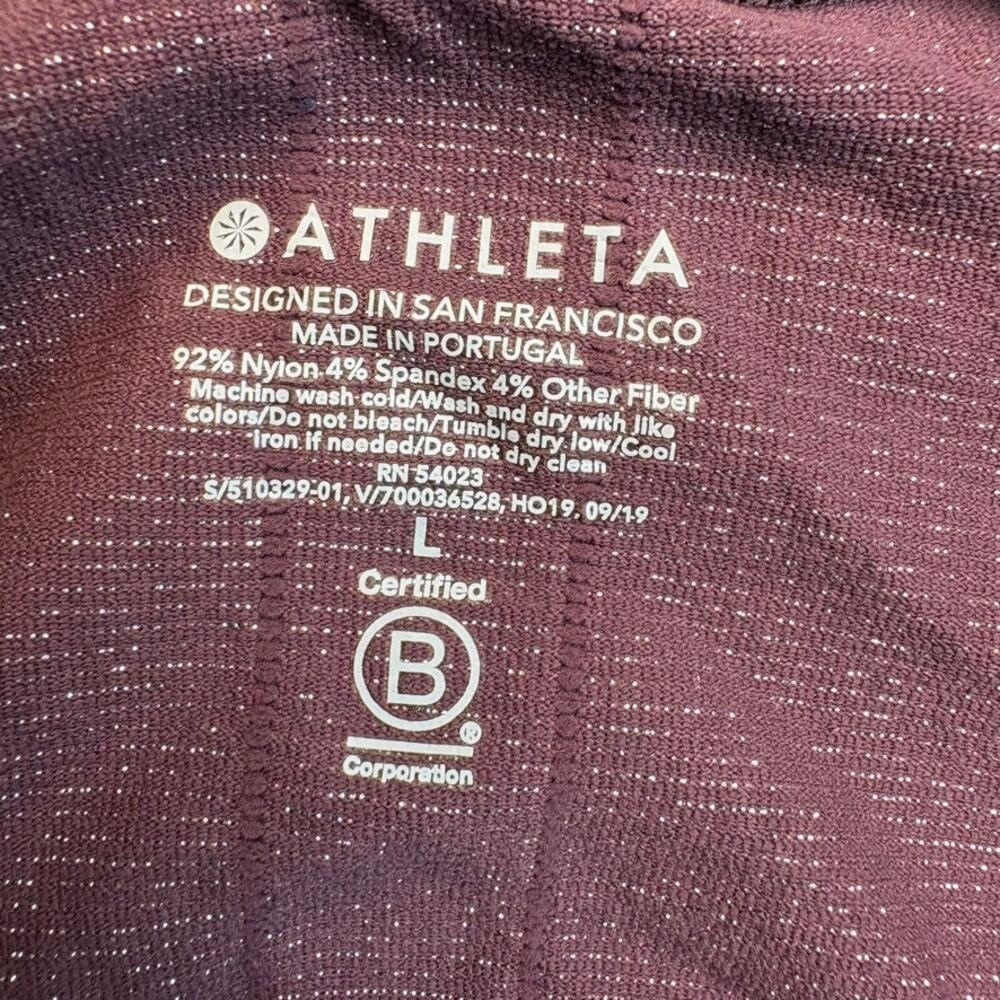 ATHLETA
DESIGNED IN SAN FRANCISCO
MADE IN PORTUGAL
92% Nylon 4% Spandex 4% Other Fiber
Machine wash cold/Wash and dry with like
colors/Do not bleach/Tumble dry low/Cool
iron if needed/Do not dry clean
RN 54023
S/510329-01, V/700036528, HO19. 09/19
L
Certified
B
®
Corporation